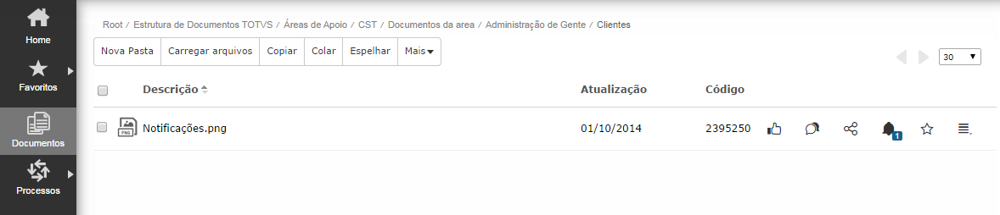 Home
Favoritos
Documentos
Processos
Root / Estrutura de Documentos TOTVS / Áreas de Apoio / CST / Documentos da area / Administração de Gente / Clientes
Nova Pasta Carregar arquivos Copiar Colar Espelhar Mais
30
Descrição Atualização Código
PNG Notificações.png 01/10/2014 2395250 1